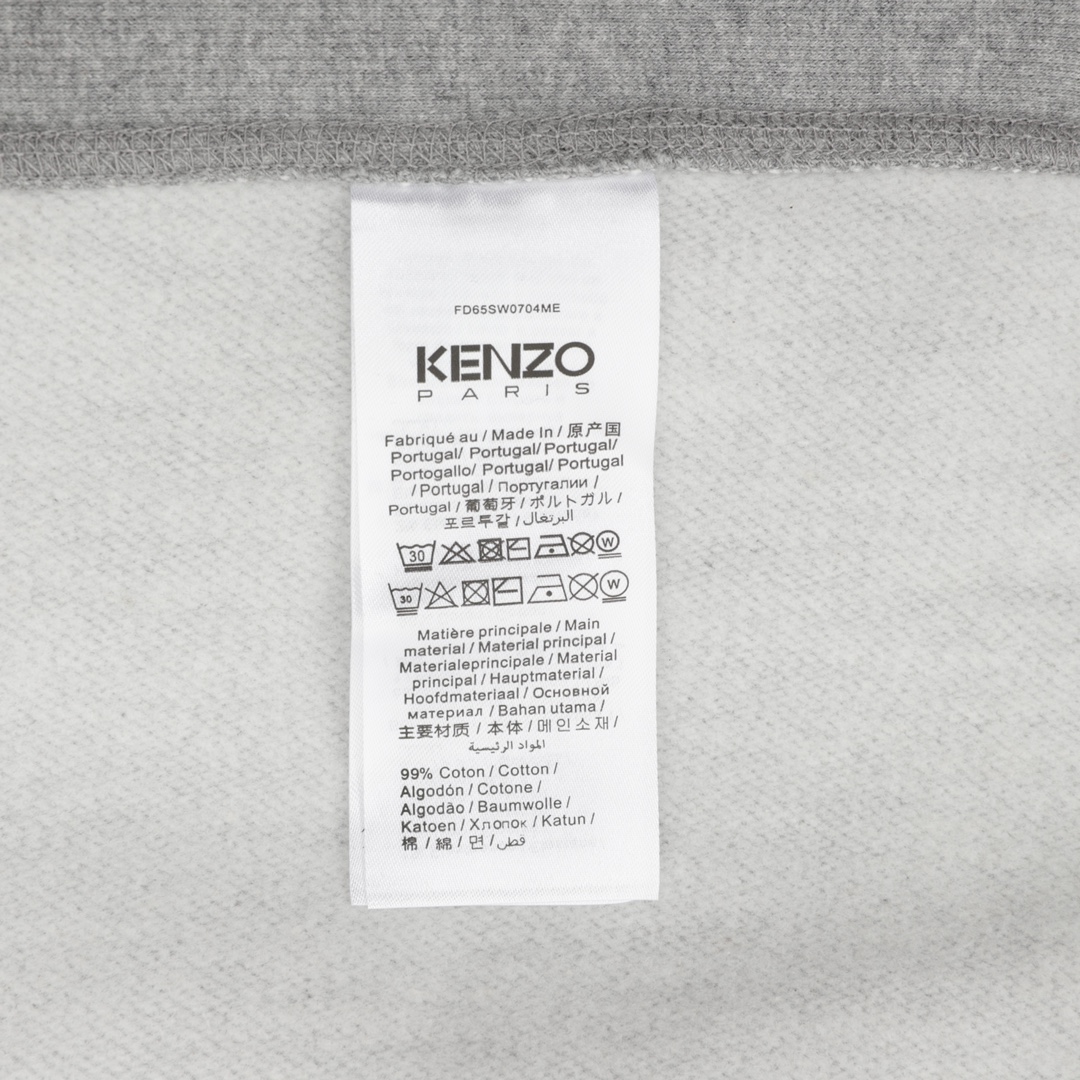 FD65SW0704ME
KENZO
PARIS
Fabriqué au / Made In / 原产国
Portugal/ Portugal/ Portugal/
Portogallo/ Portugal/ Portugal
/ Portugal / Португалии /
Portugal / 葡萄牙 / ポルトガル /
포르투갈 / البرتغال/
30 W
30 W
Matière principale / Main
material / Material principal /
Materialeprincipale / Material
principal / Hauptmaterial /
Hoofdmateriaal / Основной
материал / Bahan utama /
主要材质 / 本体 / 메인소재 /
المواد الرئيسية
99% Coton / Cotton /
Algodón / Cotone /
Algodão / Baumwolle /
Katoen / Хлопок / Katun /
棉 / 綿 / 면 / قطن